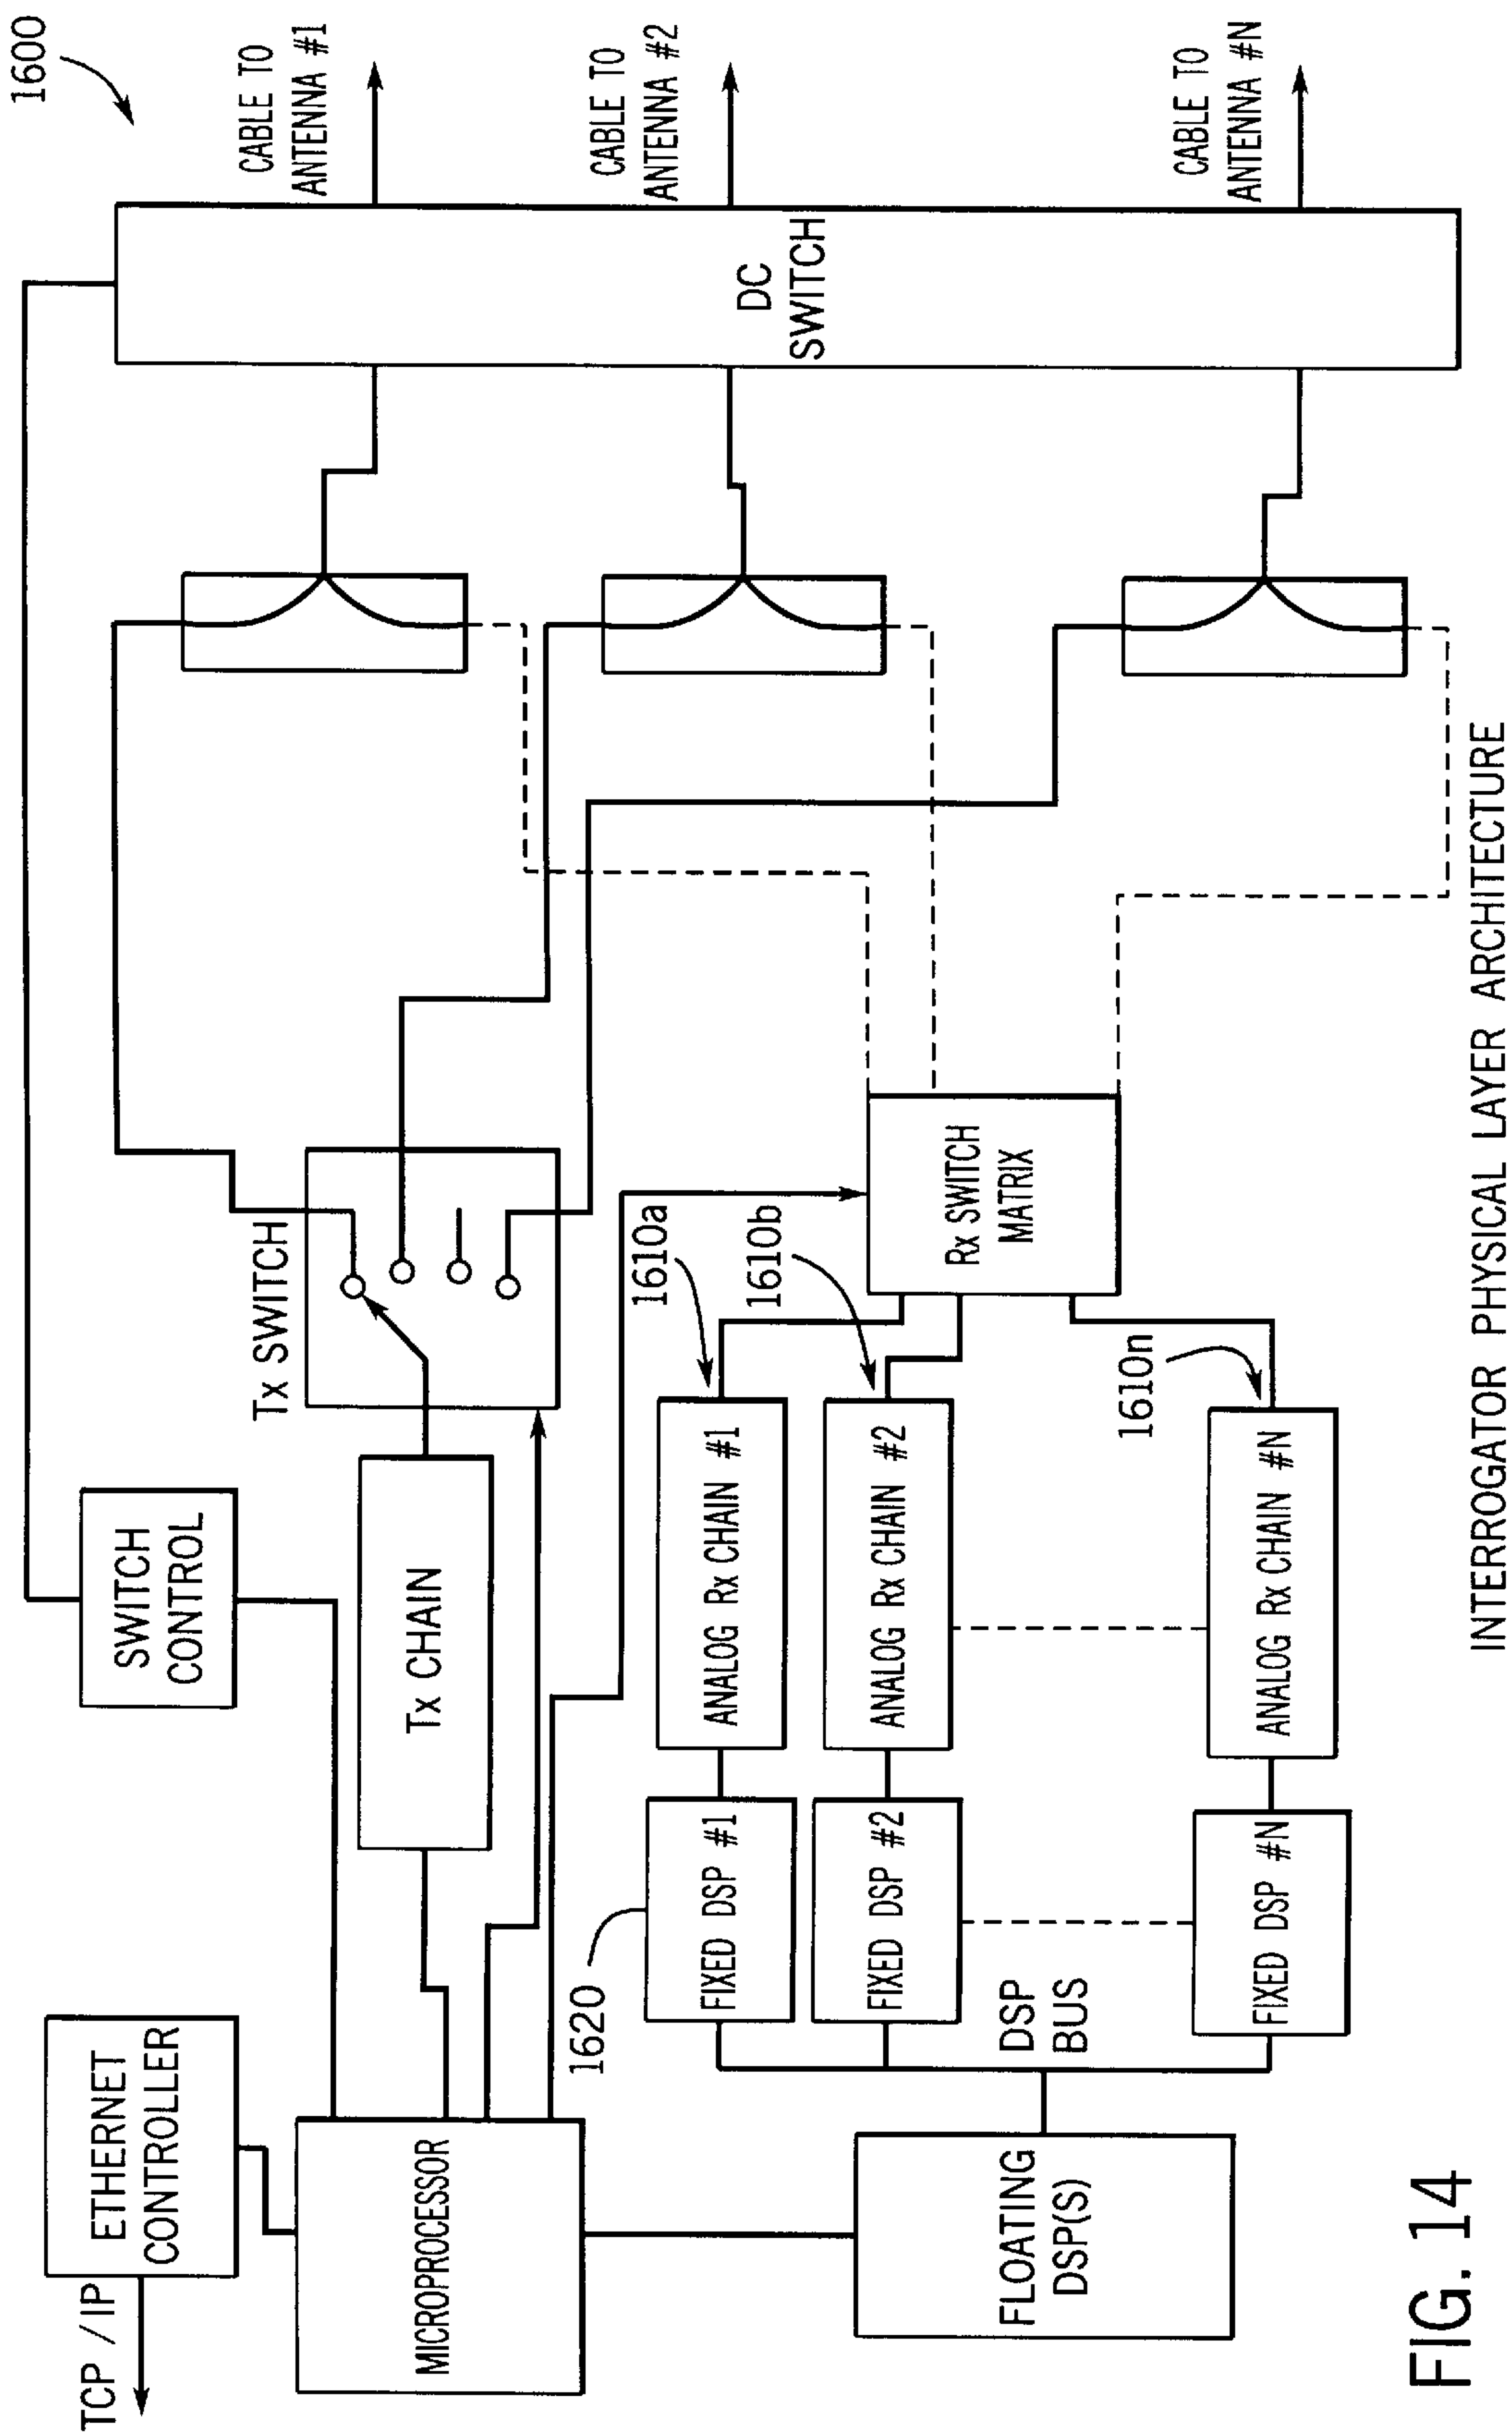 1600
TCP / IP
ETHERNET
CONTROLLER
SWITCH
CONTROL
Tx SWITCH
CABLE TO
ANTENNA #1
MICROPROCESSOR
Tx CHAIN
CABLE TO
ANTENNA #2
DC
SWITCH
1620
1610a
FIXED DSP #1
ANALOG Rx CHAIN #1
1610b
FIXED DSP #2
ANALOG Rx CHAIN #2
Rx SWITCH
MATRIX
FLOATING
DSP(S)
DSP
BUS
1610n
FIXED DSP #N
ANALOG Rx CHAIN #N
CABLE TO
ANTENNA #N
FIG. 14
INTERROGATOR PHYSICAL LAYER ARCHITECTURE